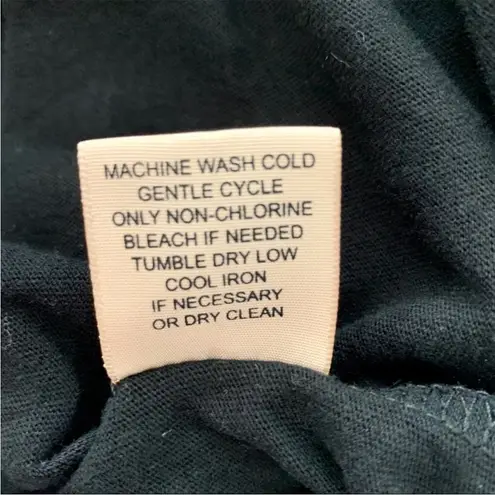 MACHINE WASH COLD
GENTLE CYCLE
ONLY NON-CHLORINE
BLEACH IF NEEDED
TUMBLE DRY LOW
COOL IRON
IF NECESSARY
OR DRY CLEAN